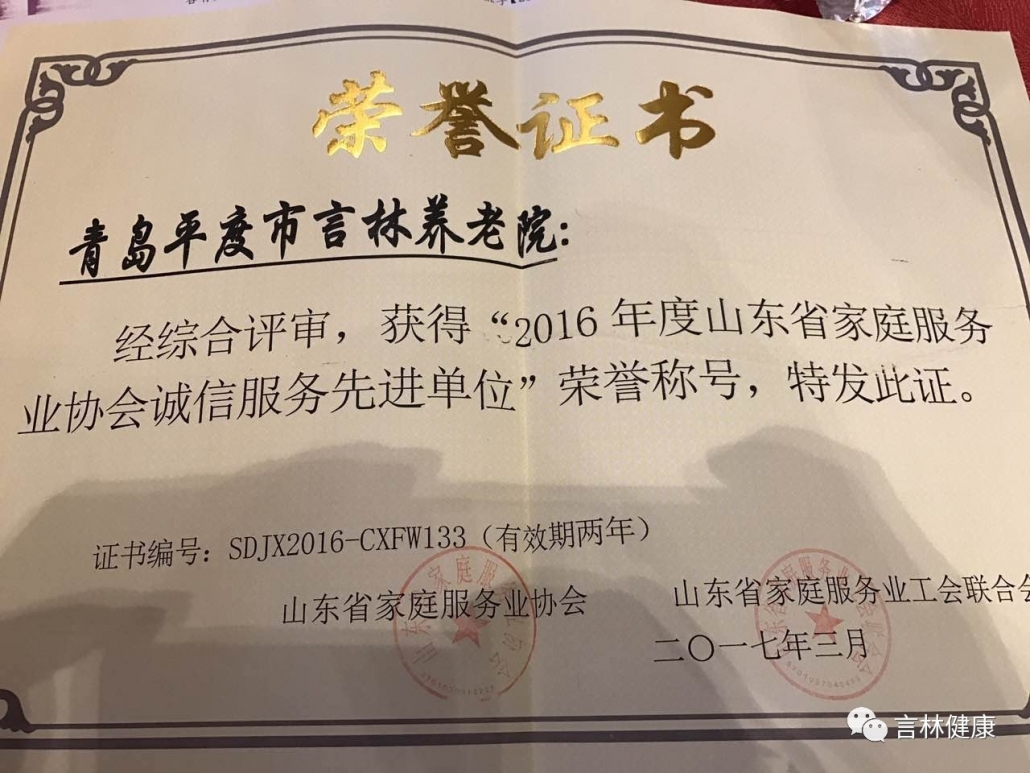 荣誉证书
青岛平度市言林养老院：
经综合评审，获得“2016年度山东省家庭服务
业协会诚信服务先进单位”荣誉称号，特发此证。
证书编号：SDJX2016-CXFW133（有效期两年）
山东省家庭服务业协会
山东省家庭服务业工会联合会
二〇一七年三月
言林健康